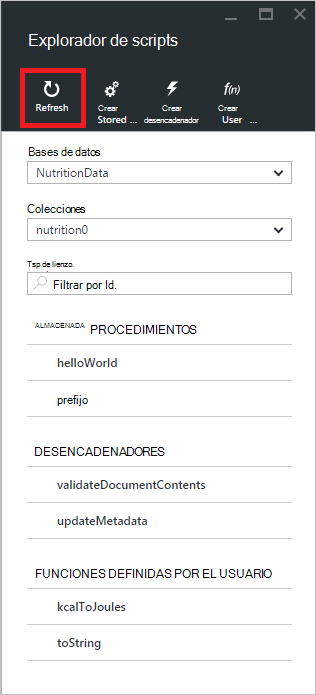 Explorador de scripts
Refresh
Crear
Stored ...
Crear
desencadenador
f(n)
Crear
User ...
Bases de datos
NutritionData
Colecciones
nutrition0
Tsp de lienzo.
Filtrar por Id.
ALMACENADA PROCEDIMIENTOS
helloWorld
prefijo
DESENCADENADORES
validateDocumentContents
updateMetadata
FUNCIONES DEFINIDAS POR EL USUARIO
kcalToJoules
toString